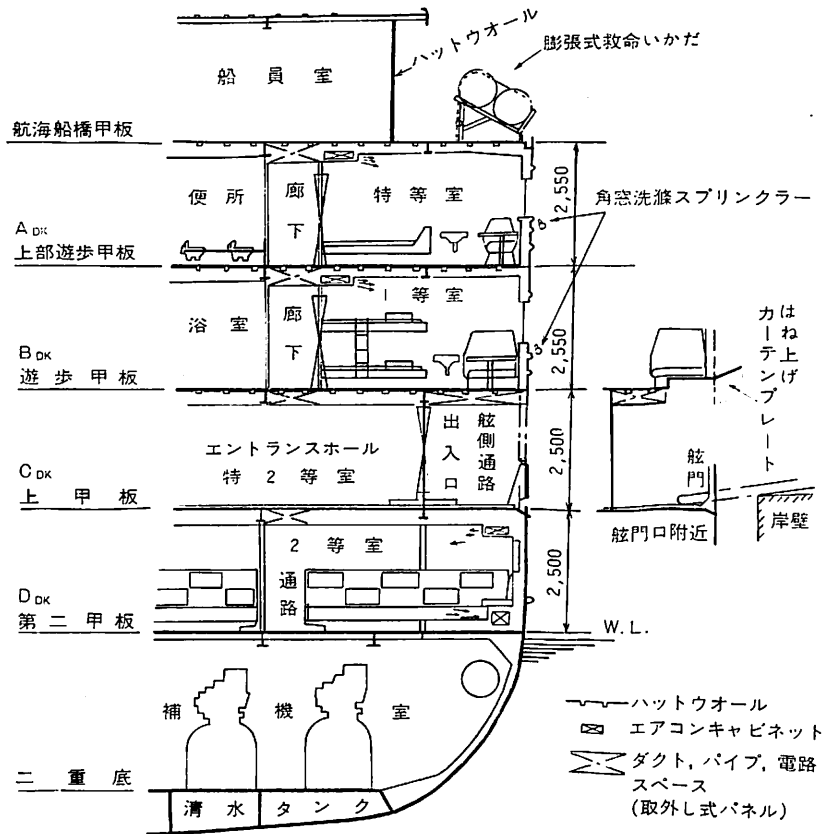 ハットウオール
膨張式救命いかだ
船員室
航海船橋甲板
便所
廊下
特等室
2,550
角窓洗滌スプリンクラー
A DK
上部遊歩甲板
浴室
廊下
1等室
2,550
B DK
遊歩甲板
はね上げ
カーテンプレート
エントランスホール
特2等室
出入口
舷側通路
2,500
C DK
上甲板
舷門
岸壁
舷門口附近
2等室
通路
2,500
D DK
第二甲板
W.L.
補機室
二重底
清水タンク
ハットウオール
エアコンキャビネット
ダクト,パイプ,電路
スペース
(取外し式パネル)